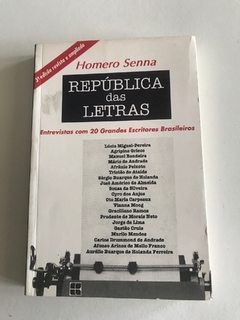 3ª edição revista e ampliada
Homero Senna
REPÚBLICA
das
LETRAS
Entrevistas com 20 Grandes Escritores Brasileiros
Lúcia Miguel-Pereira
Agripino Grieco
Manuel Bandeira
Mário de Andrade
Afrânio Peixoto
Tristão de Ataíde
Sérgio Buarque de Holanda
José Américo de Almeida
Sousa da Silveira
Cyro dos Anjos
Oto Maria Carpeaux
Vianna Moog
Graciliano Ramos
Prudente de Morais Neto
Jorge de Lima
Gastão Cruls
Murilo Mendes
Carlos Drummond de Andrade
Afonso Arinos de Mello Franco
Aurélio Buarque de Holanda Ferreira